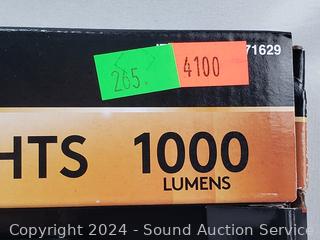 71629
265.
4100
HTS 1000
LUMENS
Copyright 2024 - Sound Auction Service